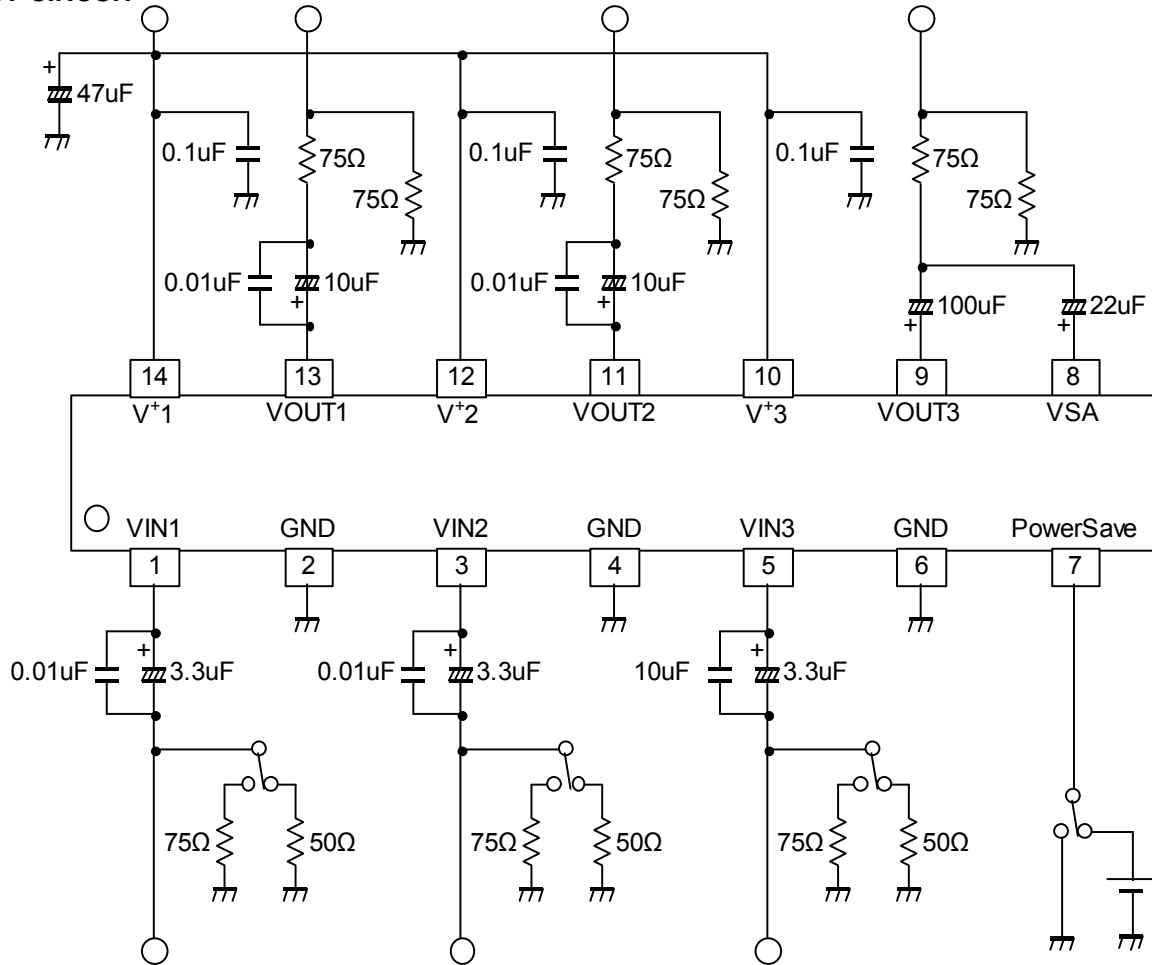 +
47uF
0.1uF
75Ω
75Ω
0.1uF
75Ω
75Ω
0.1uF
75Ω
75Ω
0.01uF
10uF
+
0.01uF
10uF
+
100uF
+
22uF
+
14
13
12
11
10
9
8
V+1
VOUT1
V+2
VOUT2
V+3
VOUT3
VSA
VIN1
GND
VIN2
GND
VIN3
GND
PowerSave
1
2
3
4
5
6
7
0.01uF
+
3.3uF
0.01uF
+
3.3uF
10uF
+
3.3uF
75Ω
50Ω
75Ω
50Ω
75Ω
50Ω